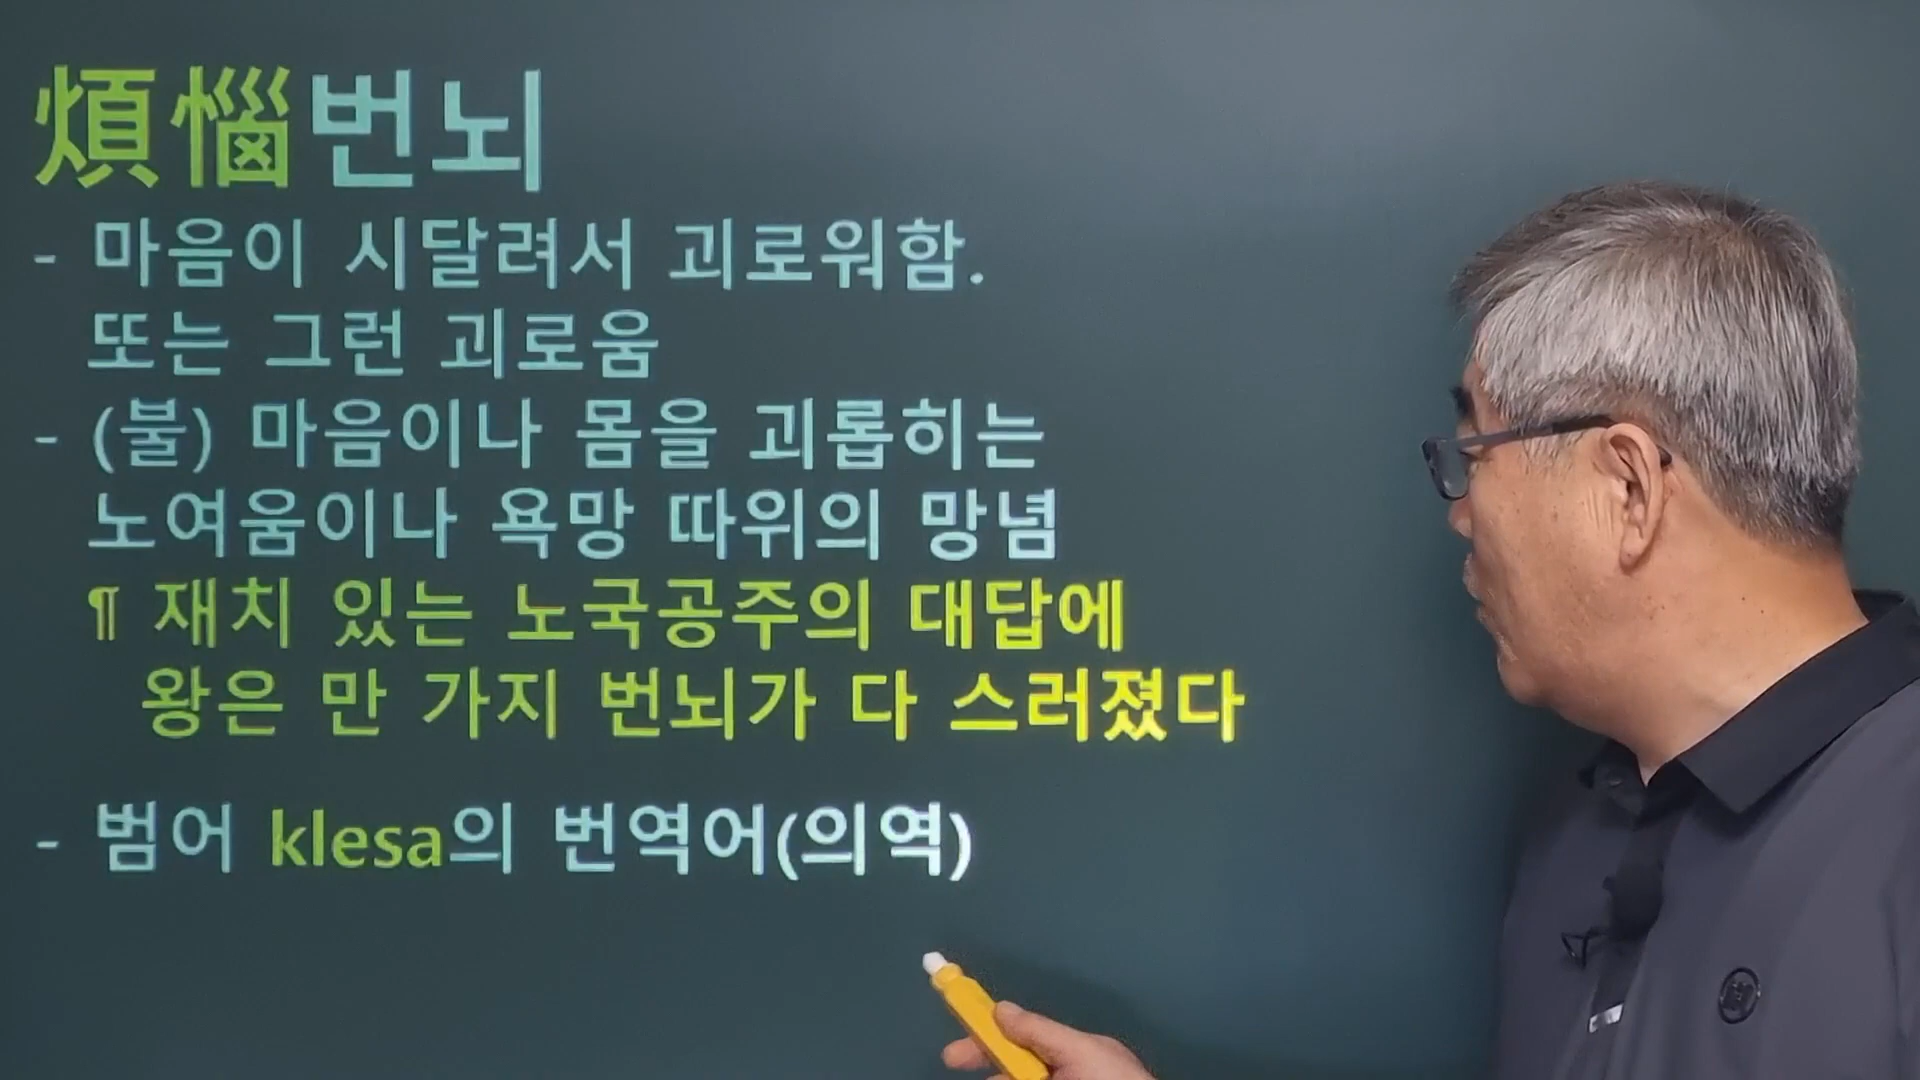 煩惱번뇌
- 마음이 시달려서 괴로워함.
또는 그런 괴로움
- (불) 마음이나 몸을 괴롭히는
노여움이나 욕망 따위의 망념
¶ 재치 있는 노국공주의 대답에
왕은 만 가지 번뇌가 다 스러졌다
- 범어 klesa의 번역어(의역)